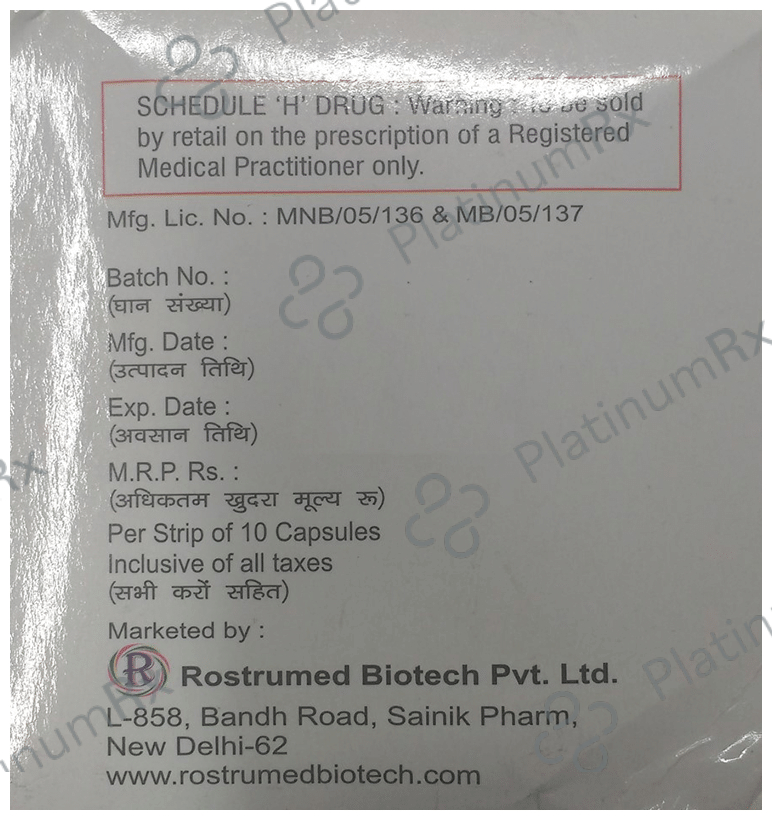 SCHEDULE 'H' DRUG : Warning : To be sold
by retail on the prescription of a Registered
Medical Practitioner only.
Mfg. Lic. No. : MNB/05/136 & MB/05/137
Batch No. :
(घान संख्या)
Mfg. Date :
(उत्पादन तिथि)
Exp. Date :
(अवसान तिथि)
M.R.P. Rs. :
(अधिकतम खुदरा मूल्य रू)
Per Strip of 10 Capsules
Inclusive of all taxes
(सभी करों सहित)
Marketed by :
R
Rostrumed Biotech Pvt. Ltd.
L-858, Bandh Road, Sainik Pharm,
New Delhi-62
www.rostrumedbiotech.com
PlatinumRx
PlatinumRx